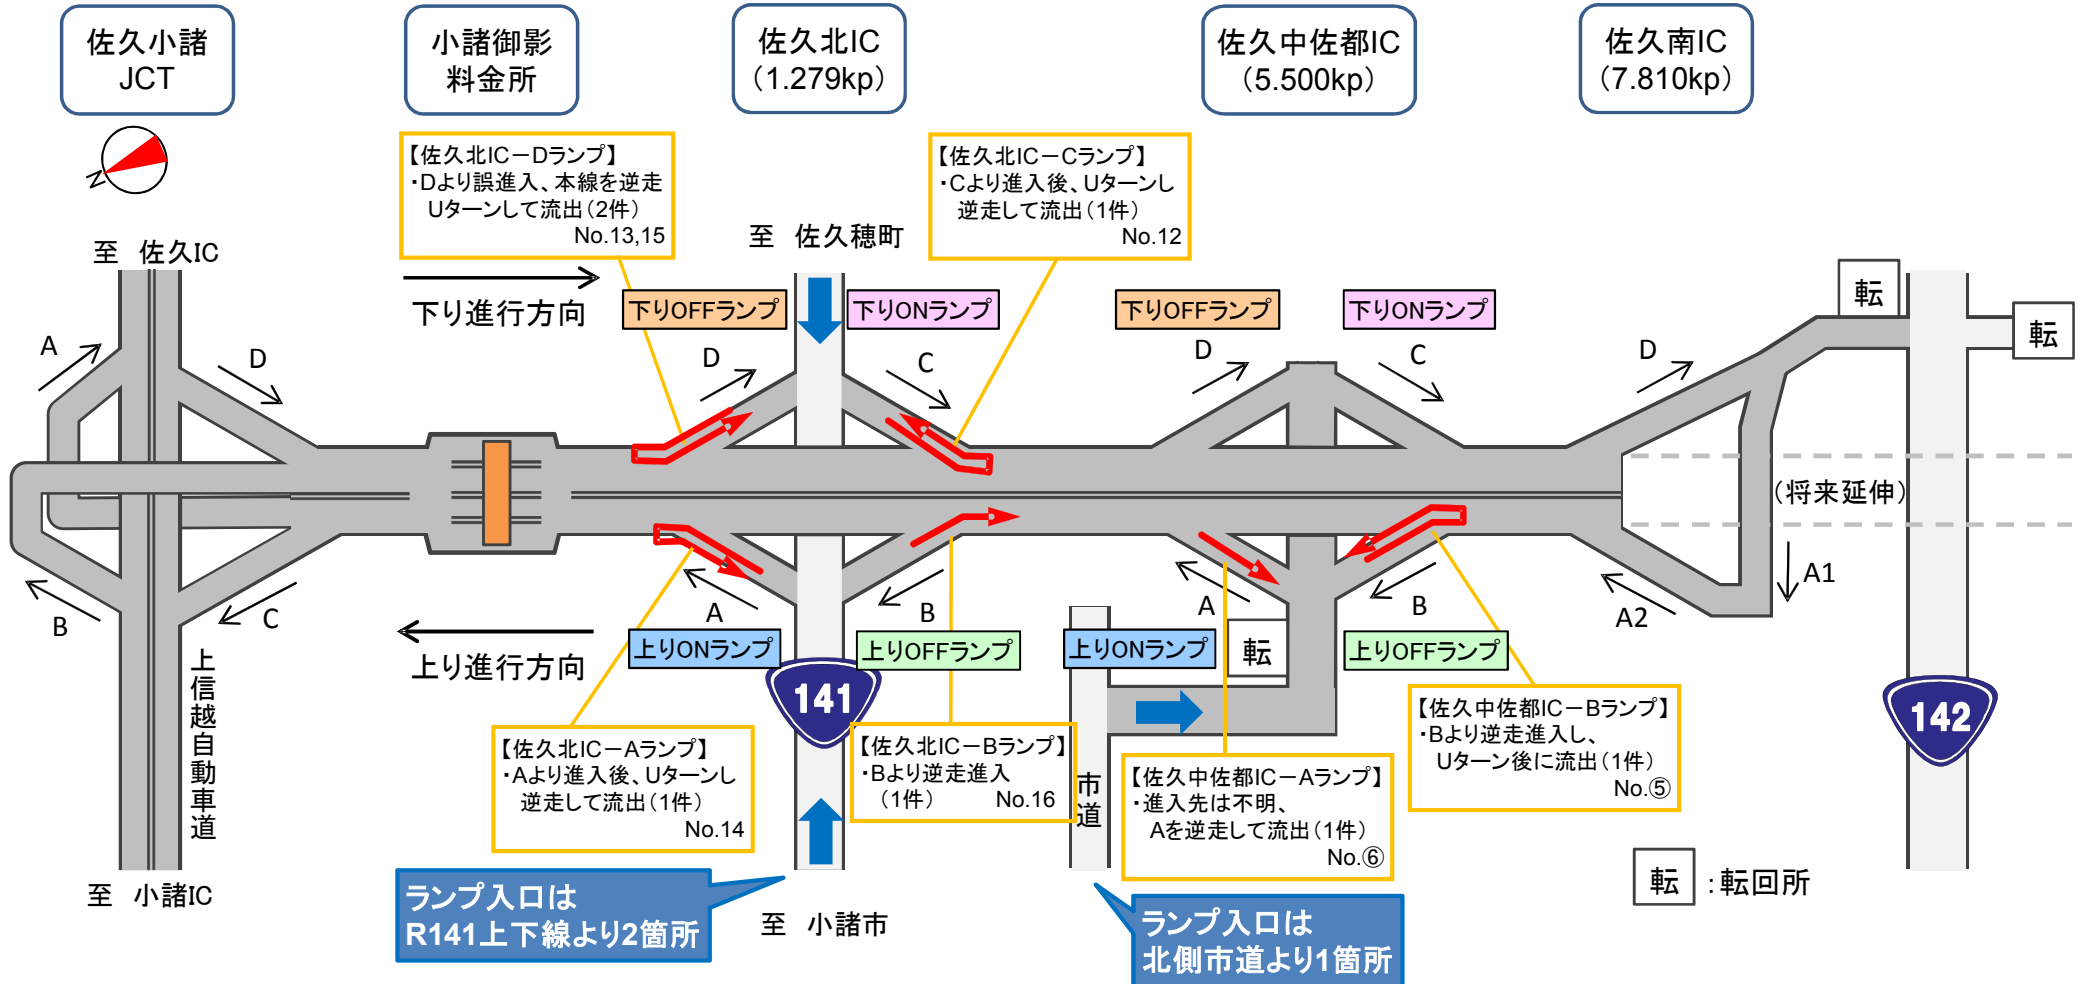 佐久小諸
JCT
小諸御影
料金所
佐久北IC
(1.279kp)
佐久中佐都IC
(5.500kp)
佐久南IC
(7.810kp)
N
【佐久北IC－Dランプ】
・Dより誤進入、本線を逆走
Uターンして流出(2件)
No.13,15
【佐久北IC－Cランプ】
・Cより進入後、Uターンし
逆走して流出(1件)
No.12
至 佐久IC
至 佐久穂町
下り進行方向
下りOFFランプ
下りONランプ
下りOFFランプ
下りONランプ
転
転
A
D
D
C
D
C
D
(将来延伸)
A1
A2
B
C
A
B
A
B
上り進行方向
上りONランプ
上りOFFランプ
上りONランプ
転
上りOFFランプ
上信越自動車道
141
142
【佐久北IC－Aランプ】
・Aより進入後、Uターンし
逆走して流出(1件)
No.14
【佐久北IC－Bランプ】
・Bより逆走進入
(1件) No.16
市道
【佐久中佐都IC－Aランプ】
・進入先は不明、
Aを逆走して流出(1件)
No.⑥
【佐久中佐都IC－Bランプ】
・Bより逆走進入し、
Uターン後に流出(1件)
No.⑤
至 小諸IC
ランプ入口は
R141上下線より2箇所
至 小諸市
ランプ入口は
北側市道より1箇所
転 :転回所